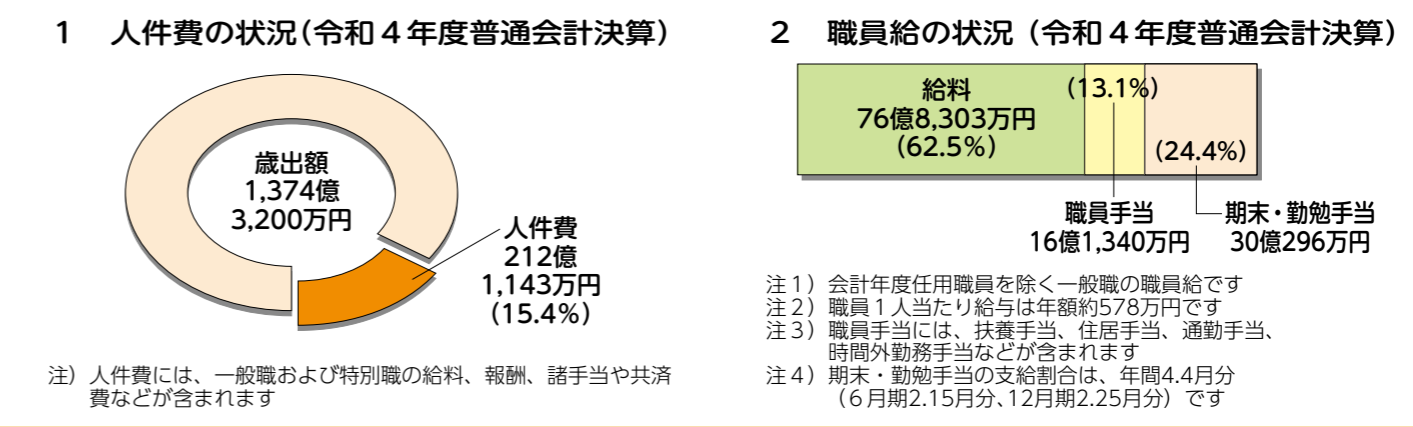 1 人件費の状況(令和4年度普通会計決算)
歳出額
1,374億
3,200万円
人件費
212億
1,143万円
(15.4%)
注)人件費には、一般職および特別職の給料、報酬、諸手当や共済
費などが含まれます
2 職員給の状況(令和4年度普通会計決算)
給料
76億8,303万円
(62.5%)
(13.1%)
(24.4%)
職員手当
16億1,340万円
期末・勤勉手当
30億296万円
注1)会計年度任用職員を除く一般職の職員給です
注2)職員1人当たり給与は年額約578万円です
注3)職員手当には、扶養手当、住居手当、通勤手当、
時間外勤務手当などが含まれます
注4)期末・勤勉手当の支給割合は、年間4.4月分
(6月期2.15月分、12月期2.25月分)です